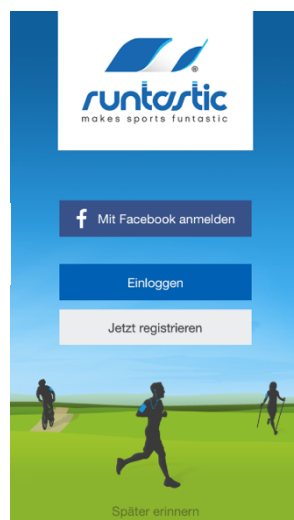 ®
runtastic
makes sports funtastic
f Mit Facebook anmelden
Einloggen
Jetzt registrieren
Später erinnern